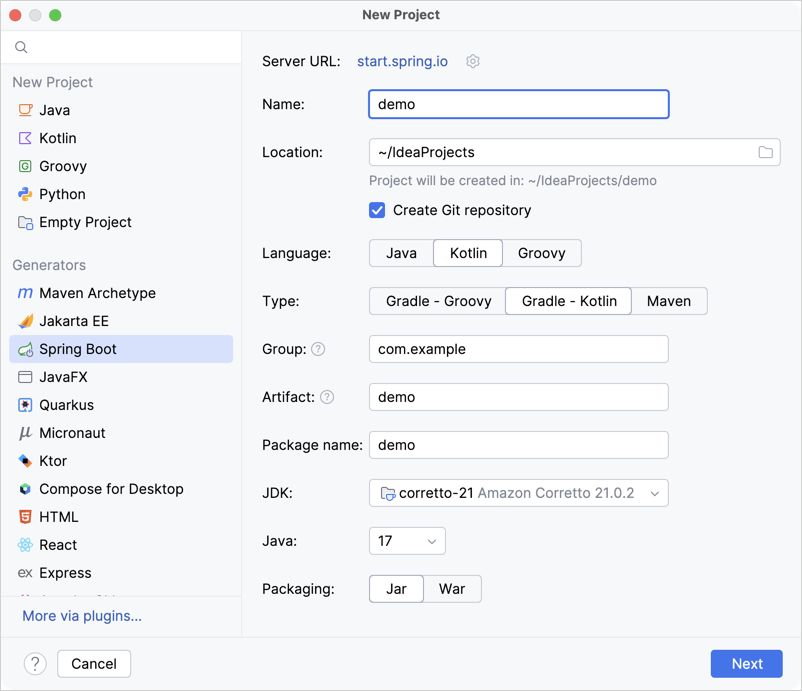 New Project
New Project
Java
Kotlin
Groovy
Python
Empty Project
Generators
Maven Archetype
Jakarta EE
Spring Boot
JavaFX
Quarkus
Micronaut
Ktor
Compose for Desktop
HTML
React
ex Express
More via plugins...
Server URL: start.spring.io
Name: demo
Location: ~/IdeaProjects
Project will be created in: ~/IdeaProjects/demo
Create Git repository
Language: Java Kotlin Groovy
Type: Gradle - Groovy Gradle - Kotlin Maven
Group: ? com.example
Artifact: ? demo
Package name: demo
JDK: corretto-21 Amazon Corretto 21.0.2
Java: 17
Packaging: Jar War
? Cancel Next